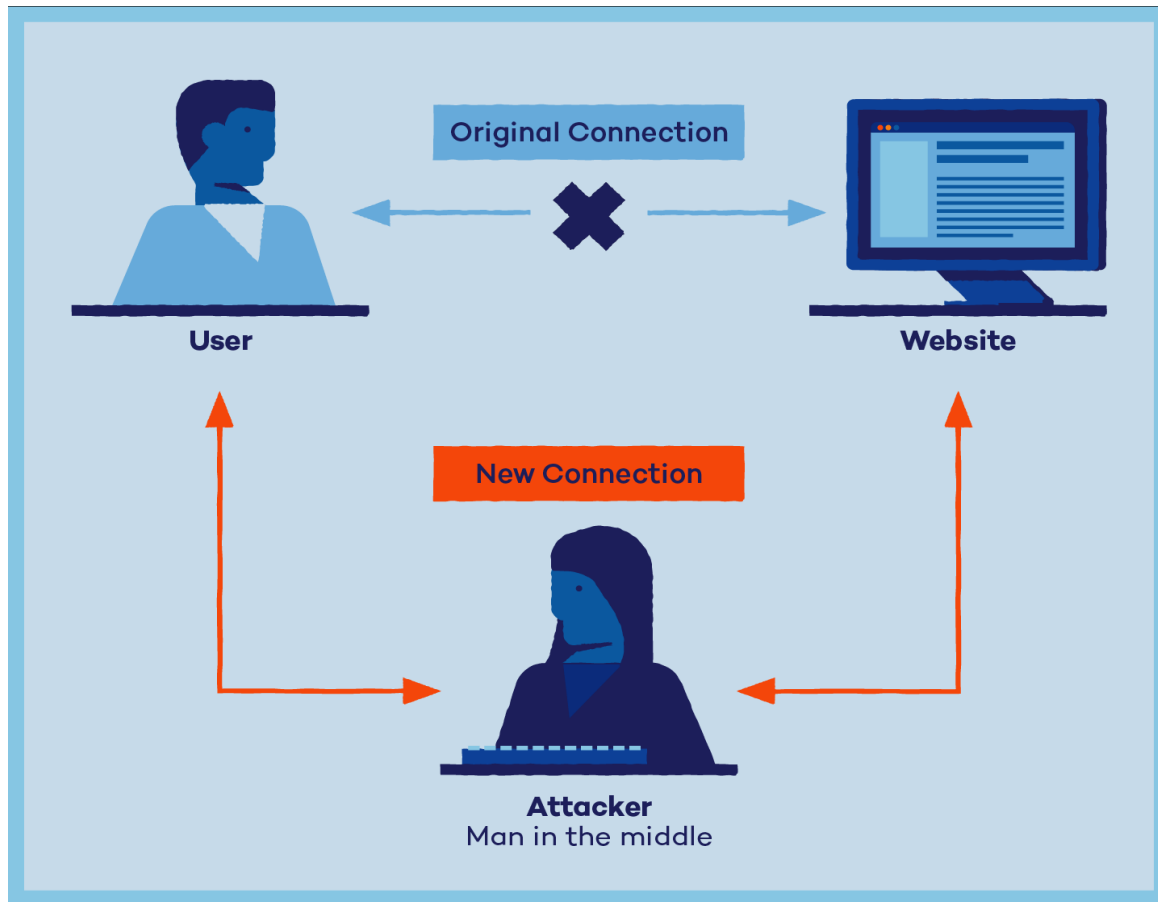 Original Connection
User
Website
New Connection
Attacker
Man in the middle